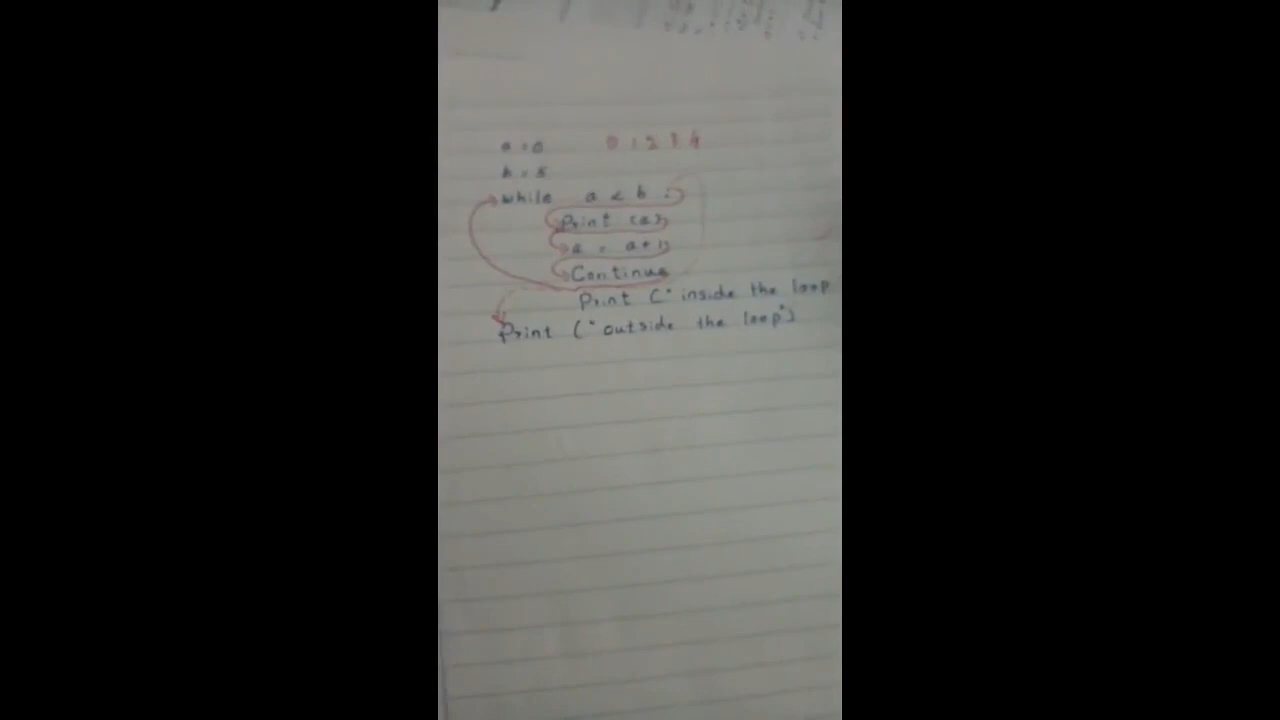 a = 0 0 1 2 3 4
b = 5
while a < b :
Print (a)
a = a + 1
Continue
Print (" inside the loop
Print (" outside the loop")